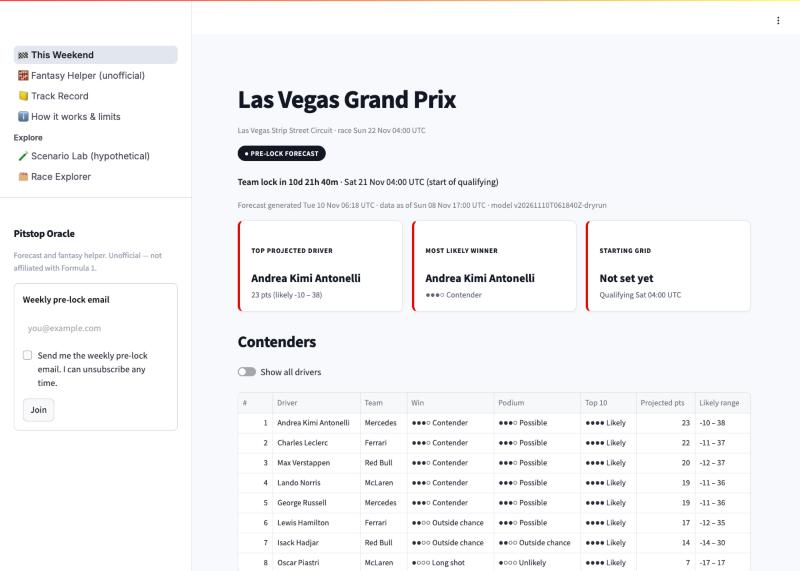 This Weekend
Fantasy Helper (unofficial)
Track Record
How it works & limits
Explore
Scenario Lab (hypothetical)
Race Explorer
Pitstop Oracle
Forecast and fantasy helper. Unofficial — not
affiliated with Formula 1.
Weekly pre-lock email
you@example.com
Send me the weekly pre-lock
email. I can unsubscribe any
time.
Join
Las Vegas Grand Prix
Las Vegas Strip Street Circuit · race Sun 22 Nov 04:00 UTC
● PRE-LOCK FORECAST
Team lock in 10d 21h 40m · Sat 21 Nov 04:00 UTC (start of qualifying)
Forecast generated Tue 10 Nov 06:18 UTC · data as of Sun 08 Nov 17:00 UTC · model v20261110T061840Z-dryrun
TOP PROJECTED DRIVER
Andrea Kimi Antonelli
23 pts (likely -10 – 38)
MOST LIKELY WINNER
Andrea Kimi Antonelli
●●●○ Contender
STARTING GRID
Not set yet
Qualifying Sat 04:00 UTC
Contenders
Show all drivers
# Driver Team Win Podium Top 10 Projected pts Likely range
1 Andrea Kimi Antonelli Mercedes ●●●○ Contender ●●●○ Possible ●●●● Likely 23 -10 – 38
2 Charles Leclerc Ferrari ●●●○ Contender ●●●○ Possible ●●●● Likely 22 -11 – 37
3 Max Verstappen Red Bull ●●●○ Contender ●●●○ Possible ●●●● Likely 20 -12 – 37
4 Lando Norris McLaren ●●●○ Contender ●●●○ Possible ●●●● Likely 19 -11 – 36
5 George Russell Mercedes ●●●○ Contender ●●●○ Possible ●●●● Likely 19 -11 – 36
6 Lewis Hamilton Ferrari ●●○○ Outside chance ●●●○ Possible ●●●● Likely 17 -12 – 35
7 Isack Hadjar Red Bull ●●○○ Outside chance ●●○○ Outside chance ●●●● Likely 14 -14 – 30
8 Oscar Piastri McLaren ●○○○ Long shot ●○○○ Unlikely ●●●● Likely 7 -17 – 17